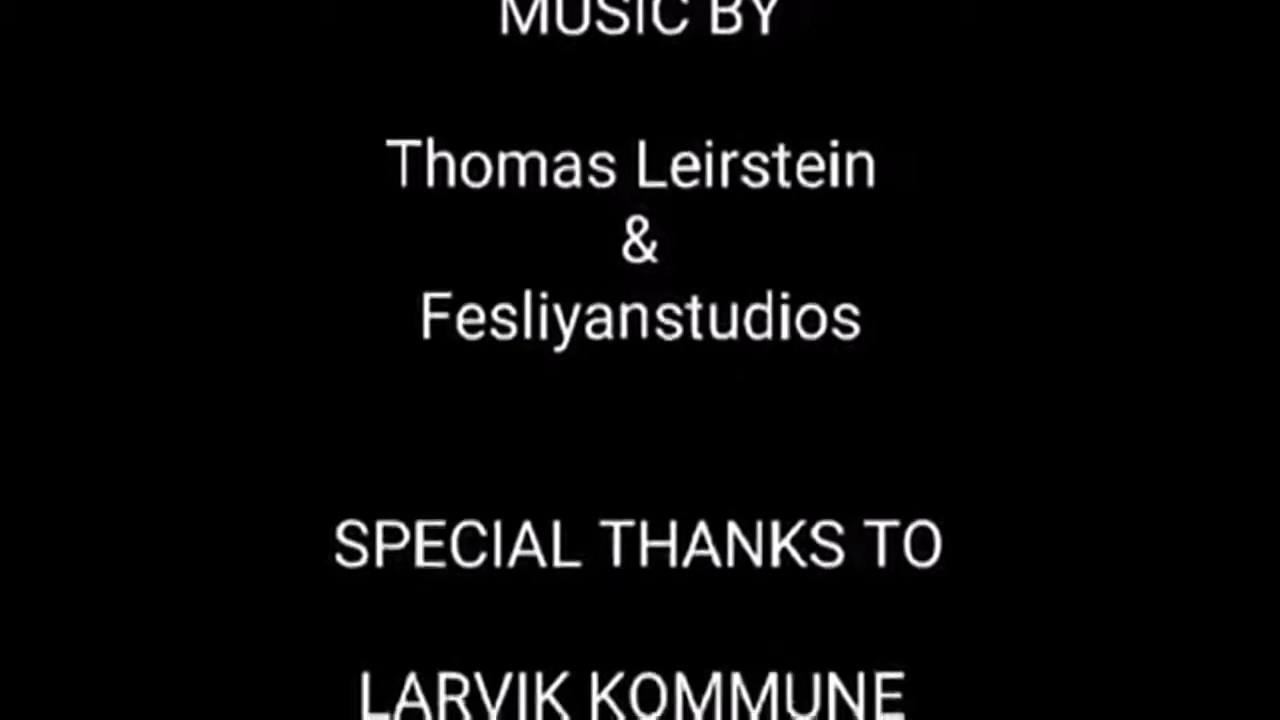 MUSIC BY
Thomas Leirstein
&
Fesliyanstudios
SPECIAL THANKS TO
LARVIK KOMMUNE